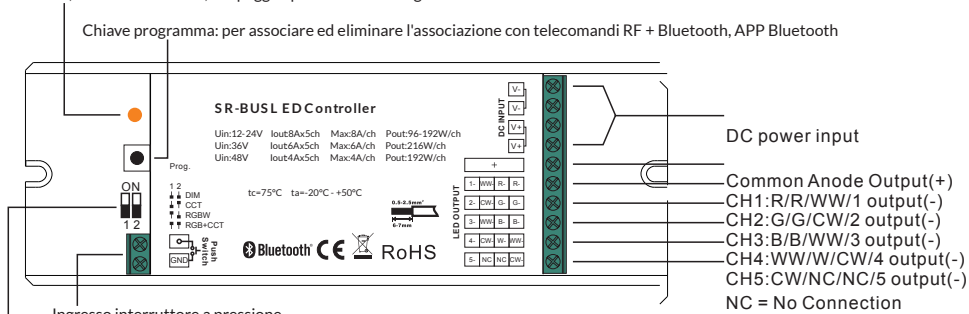 Chiave programma: per associare ed eliminare l'associazione con telecomandi RF + Bluetooth, APP Bluetooth
SR-BUS LED Controller
Uin:12-24V Iout:8Ax5ch Max:8A/ch Pout:96-192W/ch
Uin:36V Iout:6Ax5ch Max:6A/ch Pout:216W/ch
Uin:48V Iout:4Ax5ch Max:4A/ch Pout:192W/ch
Prog.
tc=75°C ta=-20°C - +50°C
ON
1 2
1 2
DIM
CCT
RGBW
RGB+CCT
Push
Switch
GND
0.5-2.5mm²
6-7mm
Bluetooth CE RoHS
DC INPUT
V-
V-
V+
V+
LED OUTPUT
+
1- WW- R- R-
2- CW- G- G-
3- WW- B- B-
4- CW- W- WW-
5- NC NC CW-
DC power input
Common Anode Output(+)
CH1:R/R/WW/1 output(-)
CH2:G/G/CW/2 output(-)
CH3:B/B/WW/3 output(-)
CH4:WW/W/CW/4 output(-)
CH5:CW/NC/NC/5 output(-)
NC = No Connection
Ingresso interruttore a pressione